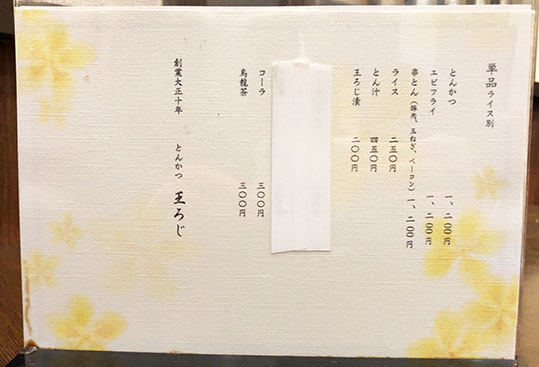 単品 ライス別
とんかつ 一、二〇〇円
エビフライ 一、二〇〇円
串とん（豚肉、玉ねぎ、ベーコン） 一、二〇〇円
ライス 二五〇円
とん汁 四五〇円
王ろじ漬 二〇〇円
コーラ 三〇〇円
烏龍茶 三〇〇円
創業大正十年 とんかつ 王ろじ